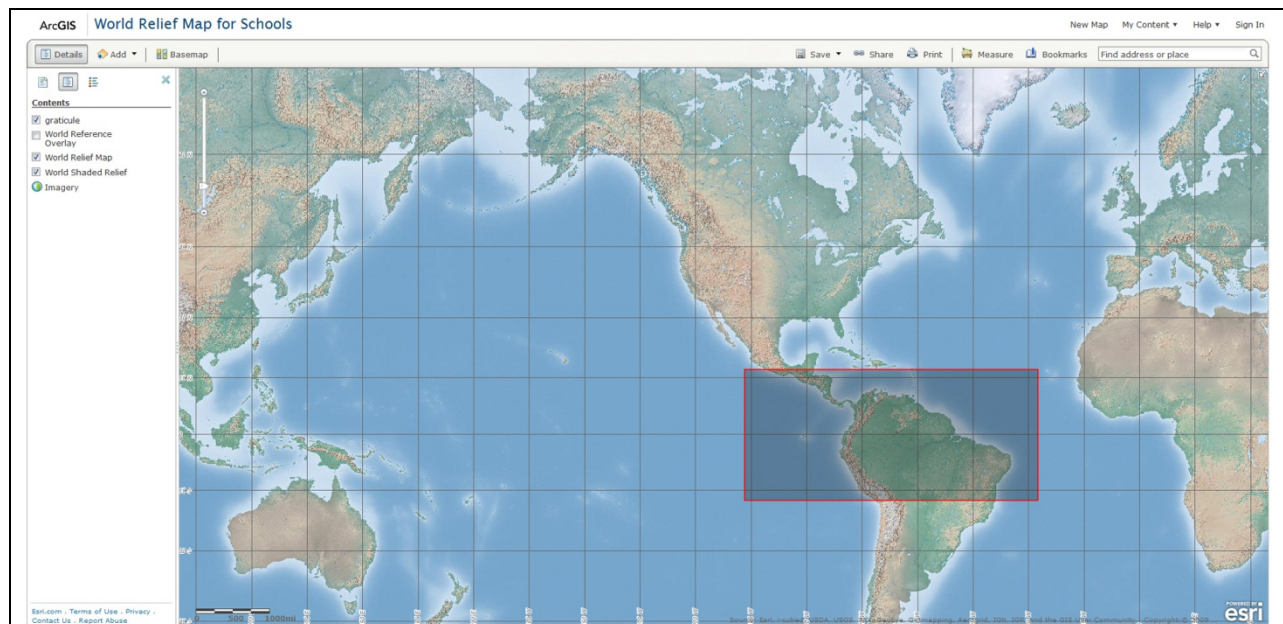 ArcGIS World Relief Map for Schools
New Map My Content ▾ Help ▾ Sign In
Details Add ▾ Basemap
Save ▾ Share Print Measure Bookmarks Find address or place
Contents
graticule
World Reference
Overlay
World Relief Map
World Shaded Relief
Imagery
Esri.com . Terms of Use . Privacy .
Contact Us . Report Abuse
0 500 1000mi
POWERED BY
esri